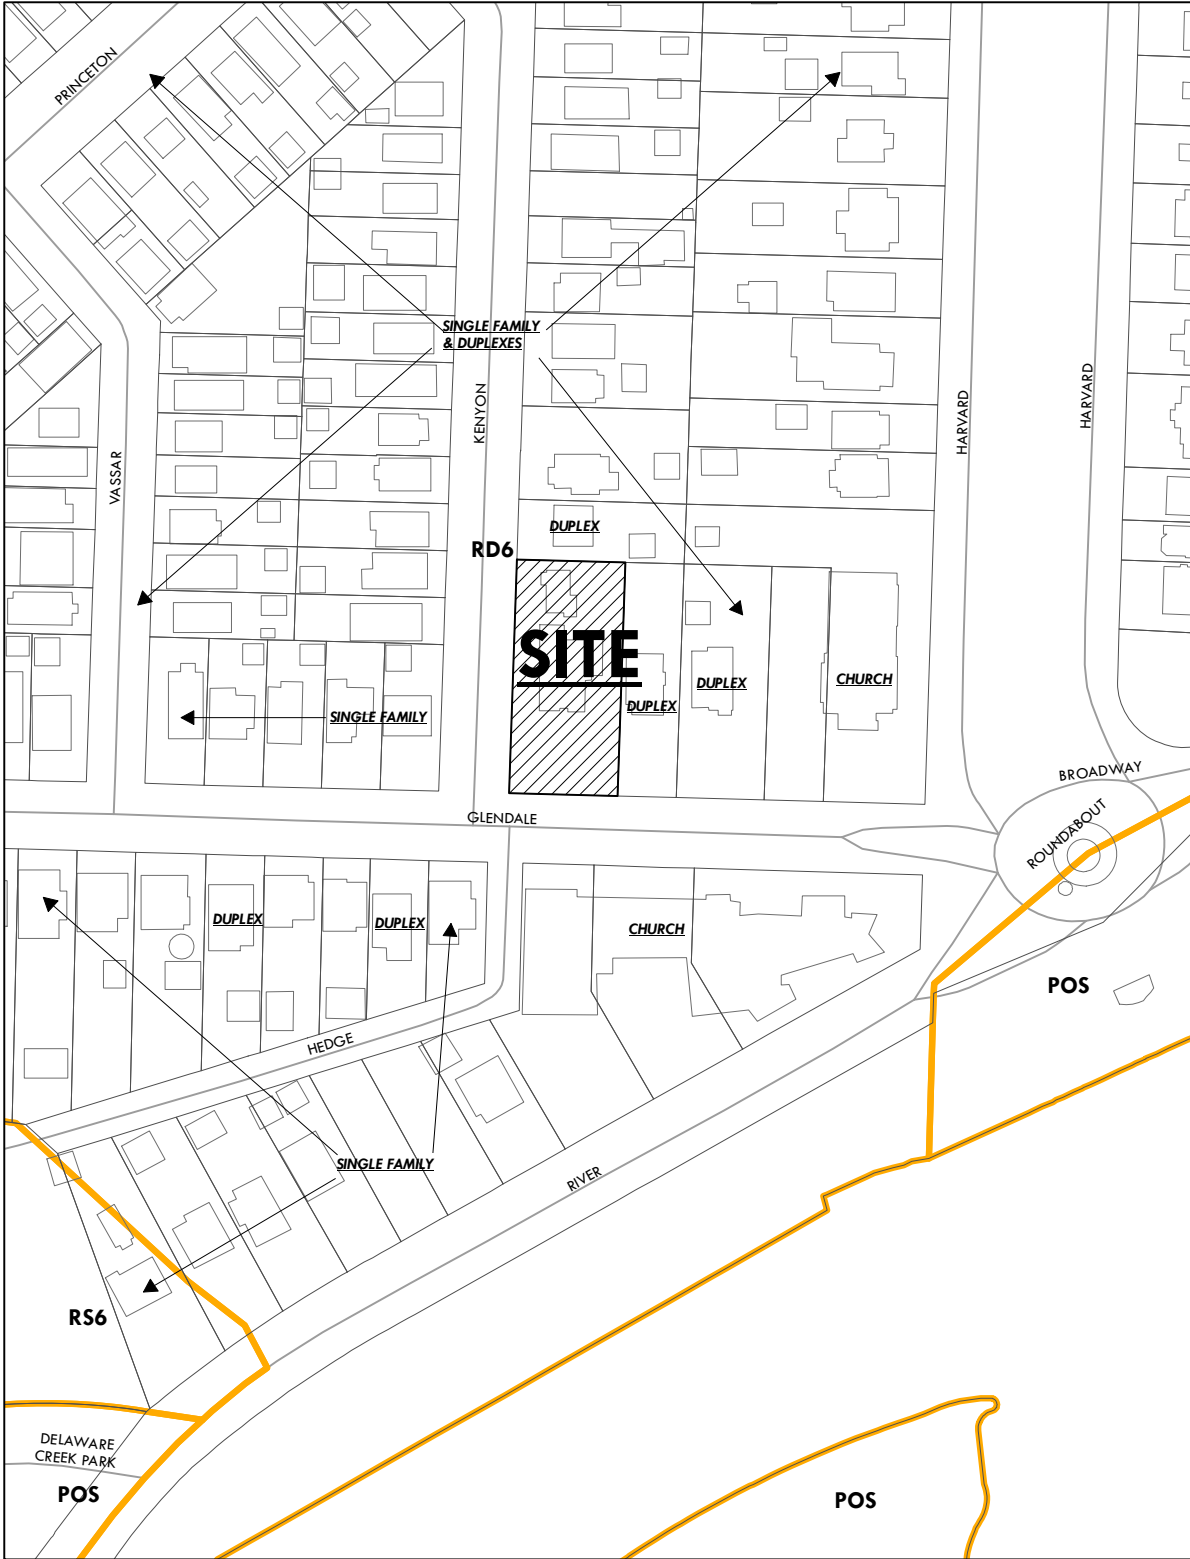 PRINCETON
SINGLE FAMILY
& DUPLEXES
KENYON
HARVARD
HARVARD
VASSAR
DUPLEX
RD6
SITE
DUPLEX
CHURCH
DUPLEX
SINGLE FAMILY
BROADWAY
GLENDALE
ROUNDABOUT
DUPLEX
DUPLEX
CHURCH
POS
HEDGE
SINGLE FAMILY
RIVER
RS6
DELAWARE
CREEK PARK
POS
POS